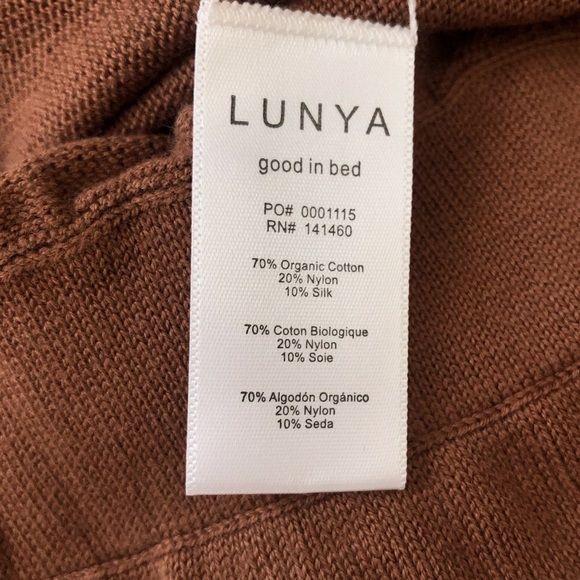 LUNYA
good in bed
PO# 0001115
RN# 141460
70% Organic Cotton
20% Nylon
10% Silk
70% Coton Biologique
20% Nylon
10% Soie
70% Algodón Orgánico
20% Nylon
10% Seda